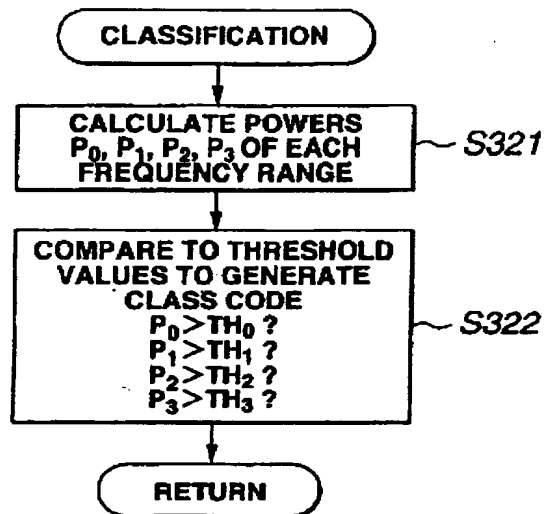 CLASSIFICATION
CALCULATE POWERS
P₀, P₁, P₂, P₃ OF EACH
FREQUENCY RANGE
S321
COMPARE TO THRESHOLD
VALUES TO GENERATE
CLASS CODE
P₀>TH₀ ?
P₁>TH₁ ?
P₂>TH₂ ?
P₃>TH₃ ?
S322
RETURN